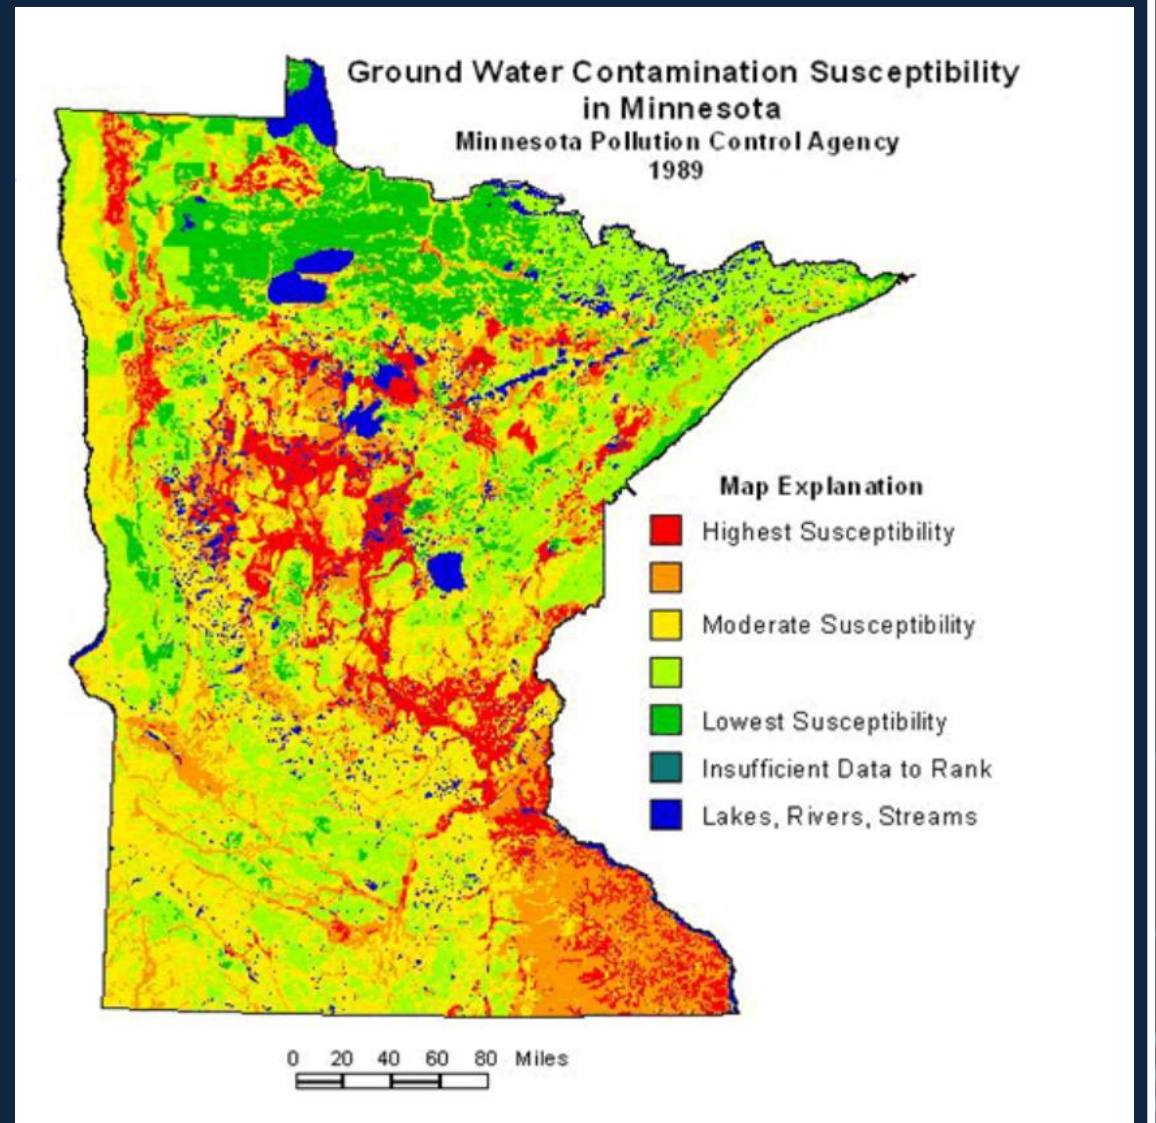 Ground Water Contamination Susceptibility
in Minnesota
Minnesota Pollution Control Agency
1989
Map Explanation
Highest Susceptibility
Moderate Susceptibility
Lowest Susceptibility
Insufficient Data to Rank
Lakes, Rivers, Streams
0 20 40 60 80 Miles